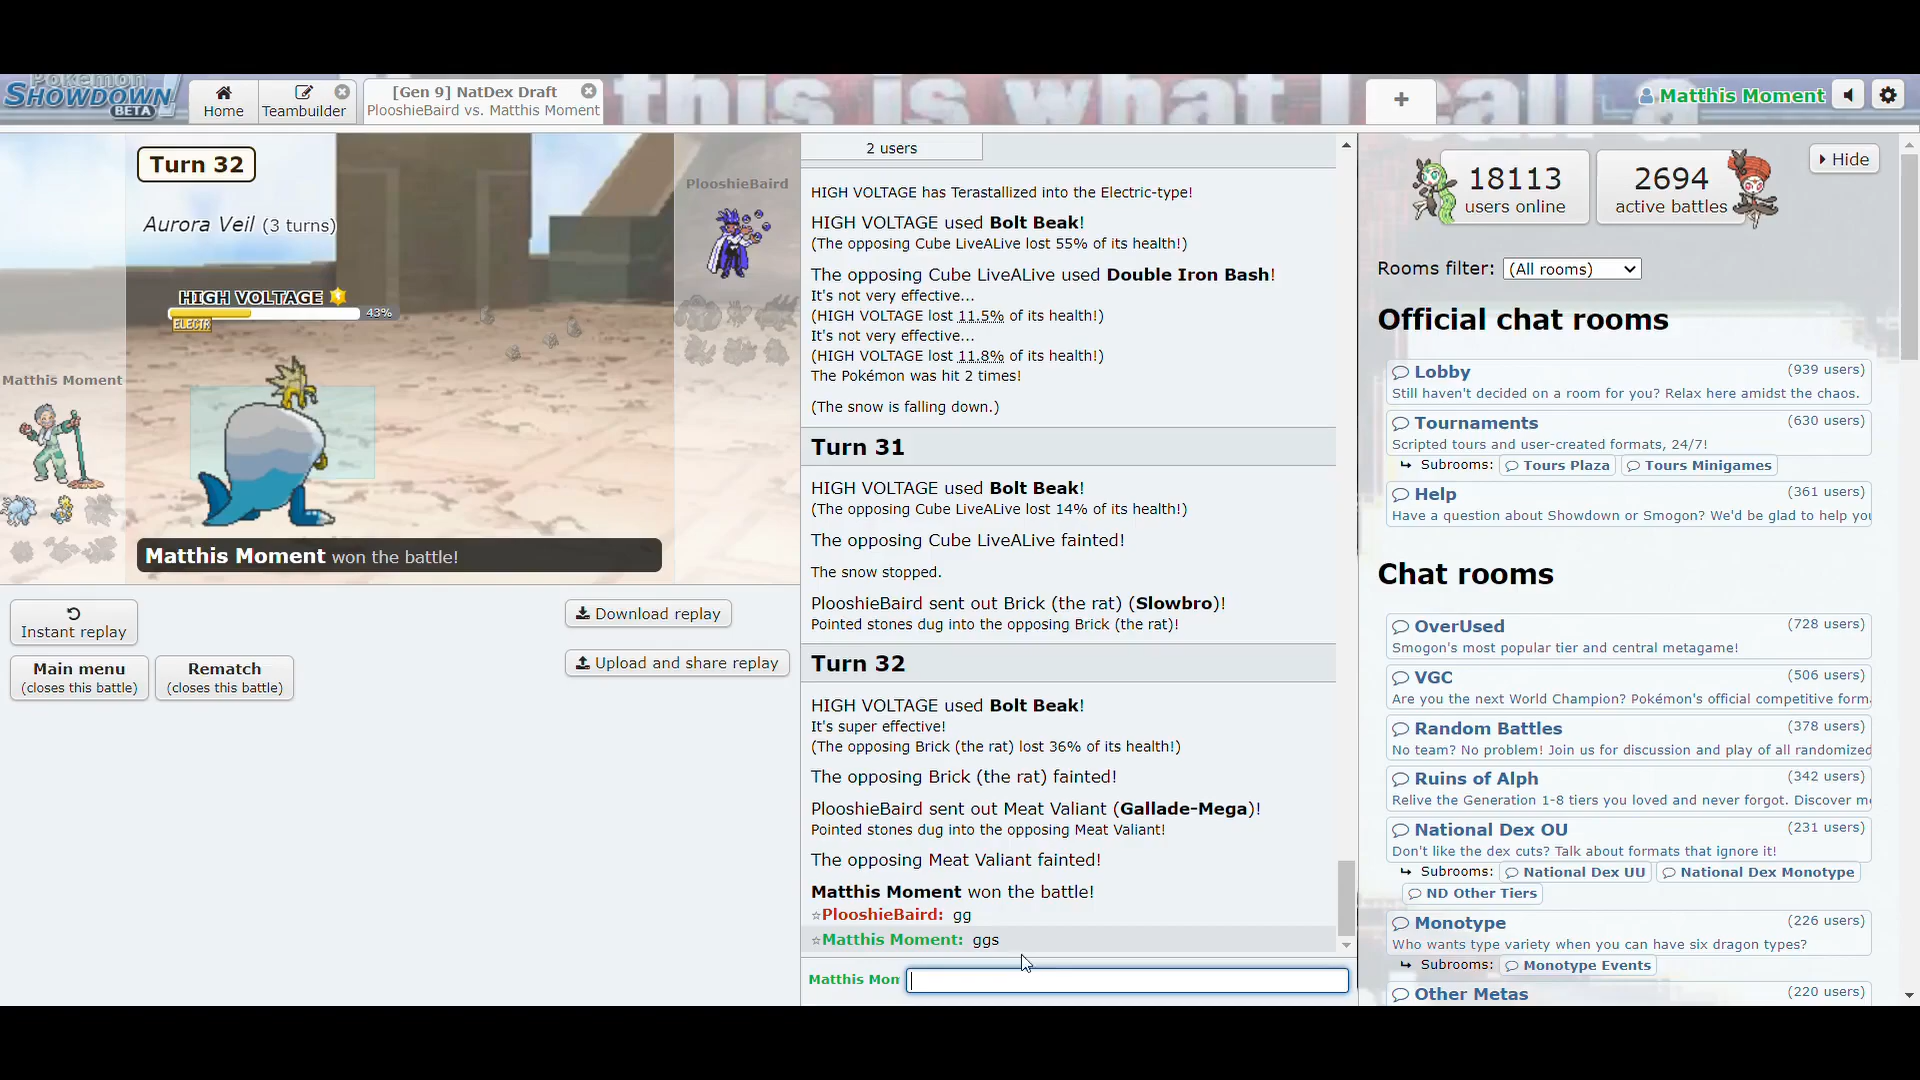 Pokémon
SHOWDOWN
BETA
Home
Teambuilder
[Gen 9] NatDex Draft
PlooshieBaird vs. Matthis Moment
this is what I call a
+
Matthis Moment
Turn 32
Aurora Veil (3 turns)
HIGH VOLTAGE
43%
ELECTR
Matthis Moment
PlooshieBaird
Matthis Moment won the battle!
Instant replay
Download replay
Upload and share replay
Main menu
(closes this battle)
Rematch
(closes this battle)
2 users
HIGH VOLTAGE has Terastallized into the Electric-type!
HIGH VOLTAGE used Bolt Beak!
(The opposing Cube LiveALive lost 55% of its health!)
The opposing Cube LiveALive used Double Iron Bash!
It's not very effective...
(HIGH VOLTAGE lost 11.5% of its health!)
It's not very effective...
(HIGH VOLTAGE lost 11.8% of its health!)
The Pokémon was hit 2 times!
(The snow is falling down.)
Turn 31
HIGH VOLTAGE used Bolt Beak!
(The opposing Cube LiveALive lost 14% of its health!)
The opposing Cube LiveALive fainted!
The snow stopped.
PlooshieBaird sent out Brick (the rat) (Slowbro)!
Pointed stones dug into the opposing Brick (the rat)!
Turn 32
HIGH VOLTAGE used Bolt Beak!
It's super effective!
(The opposing Brick (the rat) lost 36% of its health!)
The opposing Brick (the rat) fainted!
PlooshieBaird sent out Meat Valiant (Gallade-Mega)!
Pointed stones dug into the opposing Meat Valiant!
The opposing Meat Valiant fainted!
Matthis Moment won the battle!
☆PlooshieBaird: gg
☆Matthis Moment: ggs
Matthis Mon
18113
users online
2694
active battles
Hide
Rooms filter: (All rooms)
Official chat rooms
Lobby (939 users)
Still haven't decided on a room for you? Relax here amidst the chaos.
Tournaments (630 users)
Scripted tours and user-created formats, 24/7!
Subrooms: Tours Plaza Tours Minigames
Help (361 users)
Have a question about Showdown or Smogon? We'd be glad to help you
Chat rooms
OverUsed (728 users)
Smogon's most popular tier and central metagame!
VGC (506 users)
Are you the next World Champion? Pokémon's official competitive form
Random Battles (378 users)
No team? No problem! Join us for discussion and play of all randomized
Ruins of Alph (342 users)
Relive the Generation 1-8 tiers you loved and never forgot. Discover m
National Dex OU (231 users)
Don't like the dex cuts? Talk about formats that ignore it!
Subrooms: National Dex UU National Dex Monotype
ND Other Tiers
Monotype (226 users)
Who wants type variety when you can have six dragon types?
Subrooms: Monotype Events
Other Metas (220 users)